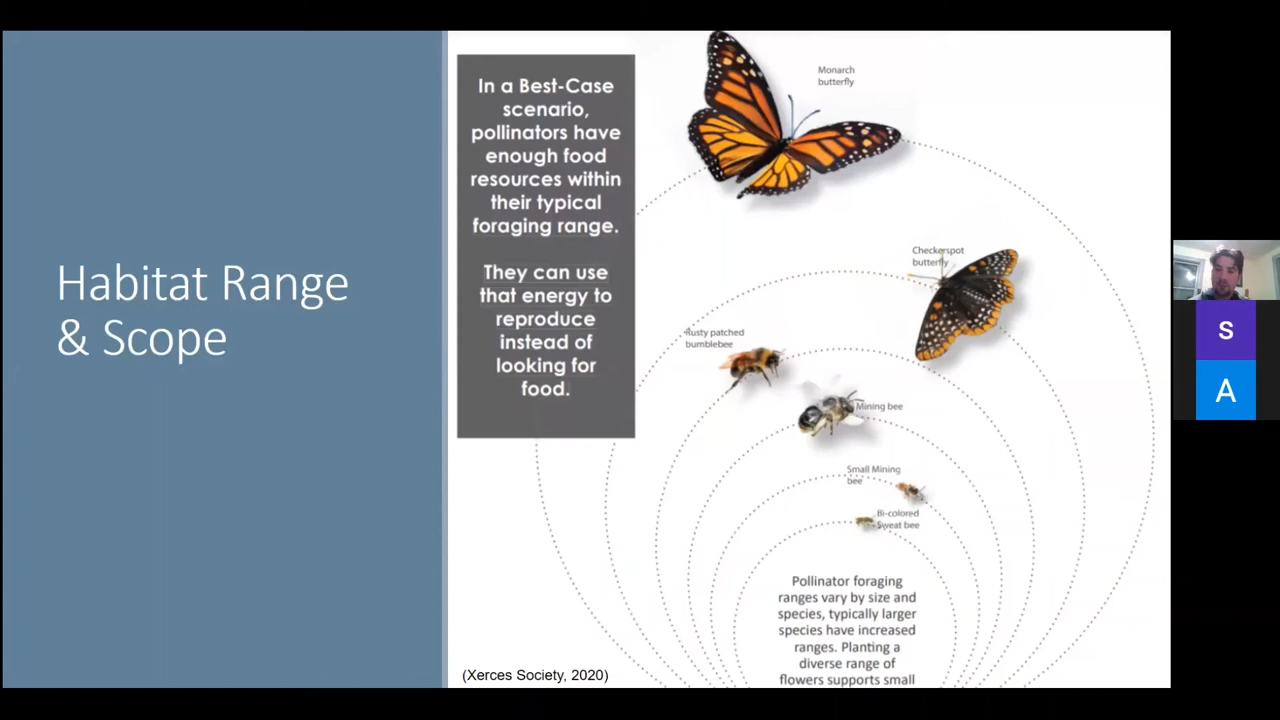 Habitat Range
& Scope
In a Best-Case
scenario,
pollinators have
enough food
resources within
their typical
foraging range.
They can use
that energy to
reproduce
instead of
looking for
food.
Monarch
butterfly
Checkerspot
butterfly
Rusty patched
bumblebee
Mining bee
Small Mining
bee
Bi-colored
Sweat bee
Pollinator foraging
ranges vary by size and
species, typically larger
species have increased
ranges. Planting a
diverse range of
flowers supports small
(Xerces Society, 2020)
S
A